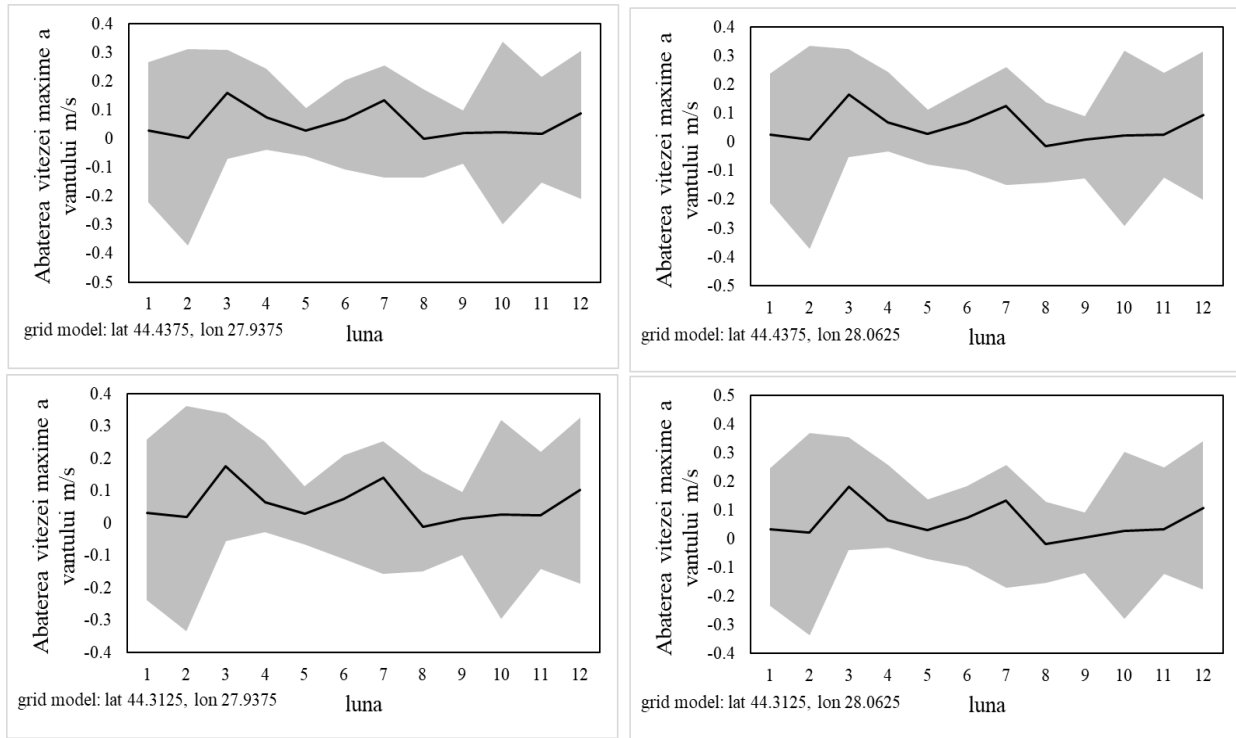 Abaterea vitezei maxime a
vantului m/s
0.4
0.3
0.2
0.1
0
-0.1
-0.2
-0.3
-0.4
-0.5
1 2 3 4 5 6 7 8 9 10 11 12
grid model: lat 44.4375, lon 27.9375
luna
Abaterea vitezei maxime a
vantului m/s
0.4
0.3
0.2
0.1
0
-0.1
-0.2
-0.3
-0.4
-0.5
1 2 3 4 5 6 7 8 9 10 11 12
grid model: lat 44.4375, lon 28.0625
luna
Abaterea vitezei maxime a
vantului m/s
0.4
0.3
0.2
0.1
0
-0.1
-0.2
-0.3
-0.4
1 2 3 4 5 6 7 8 9 10 11 12
grid model: lat 44.3125, lon 27.9375
luna
Abaterea vitezei maxime a
vantului m/s
0.5
0.4
0.3
0.2
0.1
0
-0.1
-0.2
-0.3
-0.4
1 2 3 4 5 6 7 8 9 10 11 12
grid model: lat 44.3125, lon 28.0625
luna